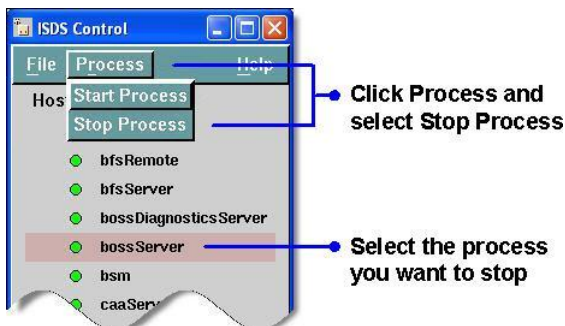 ISDS Control
File Process Help
Start Process
Stop Process
Click Process and
select Stop Process
bfsRemote
bfsServer
bossDiagnosticsServer
bossServer
Select the process
you want to stop
bsm